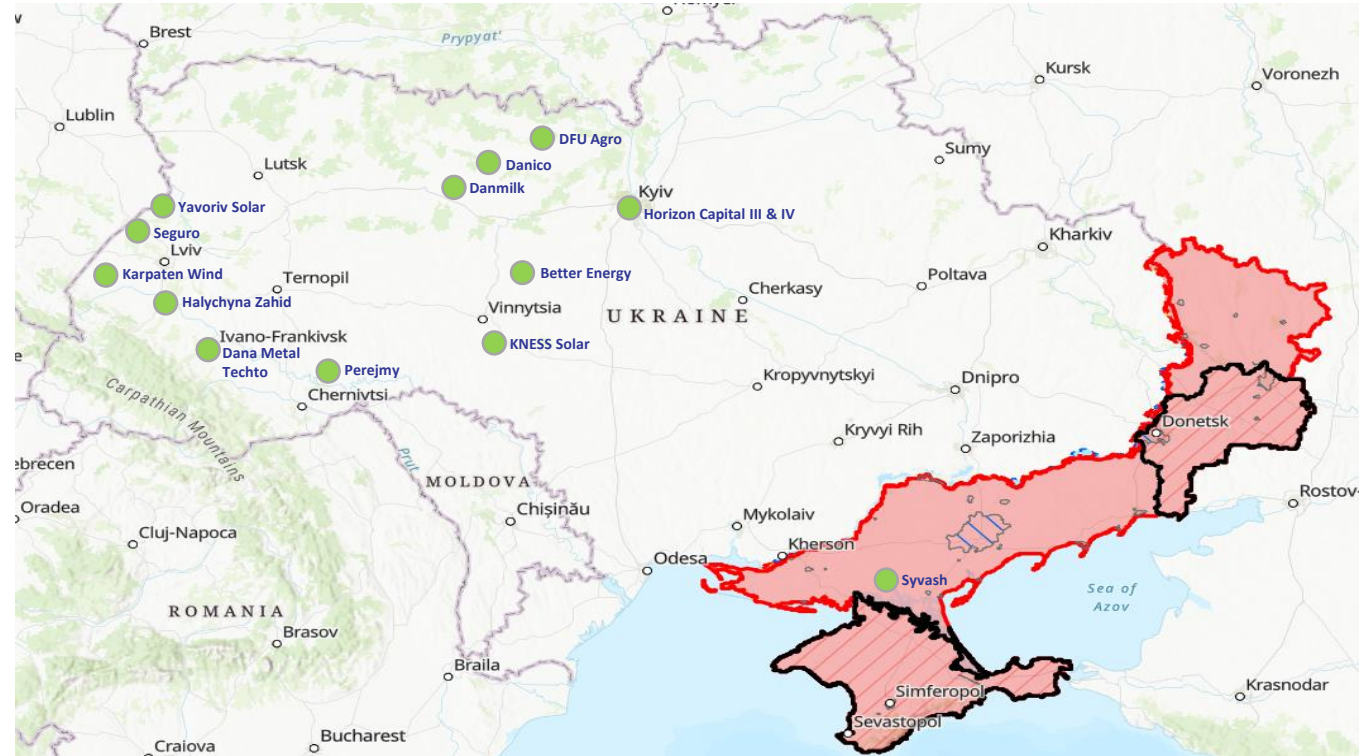 Brest
Prypyat'
Kursk
Voronezh
Lublin
DFU Agro
Sumy
Lutsk
Danico
Danmilk
Kyiv
Yavoriv Solar
Horizon Capital III & IV
Seguro
Kharkiv
Lviv
Karpaten Wind
Ternopil
Better Energy
Poltava
Cherkasy
Halychyna Zahid
Vinnytsia
UKRAINE
Ivano-Frankivsk
KNESS Solar
Dana Metal
Techto
Perejmy
Carpathian Mountains
Chernivtsi
Kropyvnytskyi
Dnipro
Donetsk
Kryvyi Rih
Zaporizhia
Prut
ebrecen
MOLDOVA
Rostov-
Oradea
Chișinău
Mykolaiv
Cluj-Napoca
Kherson
Odesa
Syvash
Sea of
Azov
ROMANIA
Brasov
Braila
Simferopol
Krasnodar
Sevastopol
Bucharest
Craiova